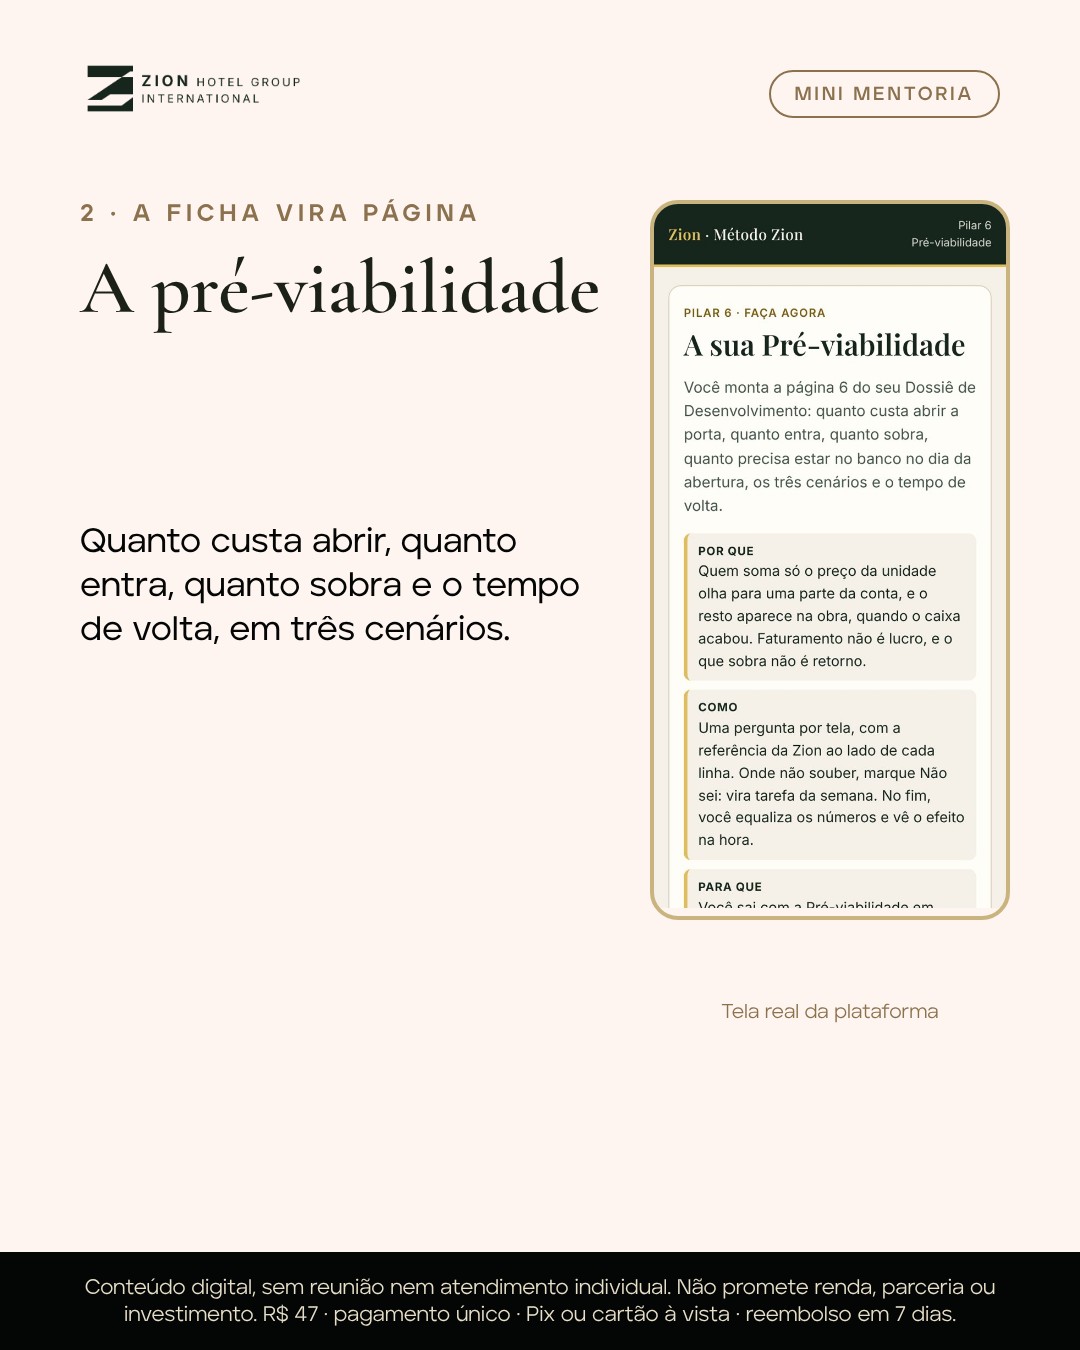 ZION HOTEL GROUP
INTERNATIONAL
MINI MENTORIA
2 · A FICHA VIRA PÁGINA
A pré-viabilidade
Quanto custa abrir, quanto
entra, quanto sobra e o tempo
de volta, em três cenários.
Zion · Método Zion
Pilar 6
Pré-viabilidade
PILAR 6 · FAÇA AGORA
A sua Pré-viabilidade
Você monta a página 6 do seu Dossiê de
Desenvolvimento: quanto custa abrir a
porta, quanto entra, quanto sobra,
quanto precisa estar no banco no dia da
abertura, os três cenários e o tempo de
volta.
POR QUE
Quem soma só o preço da unidade
olha para uma parte da conta, e o
resto aparece na obra, quando o caixa
acabou. Faturamento não é lucro, e o
que sobra não é retorno.
COMO
Uma pergunta por tela, com a
referência da Zion ao lado de cada
linha. Onde não souber, marque Não
sei: vira tarefa da semana. No fim,
você equaliza os números e vê o efeito
na hora.
PARA QUE
Você sai com a Pré-viabilidade em
Tela real da plataforma
Conteúdo digital, sem reunião nem atendimento individual. Não promete renda, parceria ou
investimento. R$ 47 · pagamento único · Pix ou cartão à vista · reembolso em 7 dias.